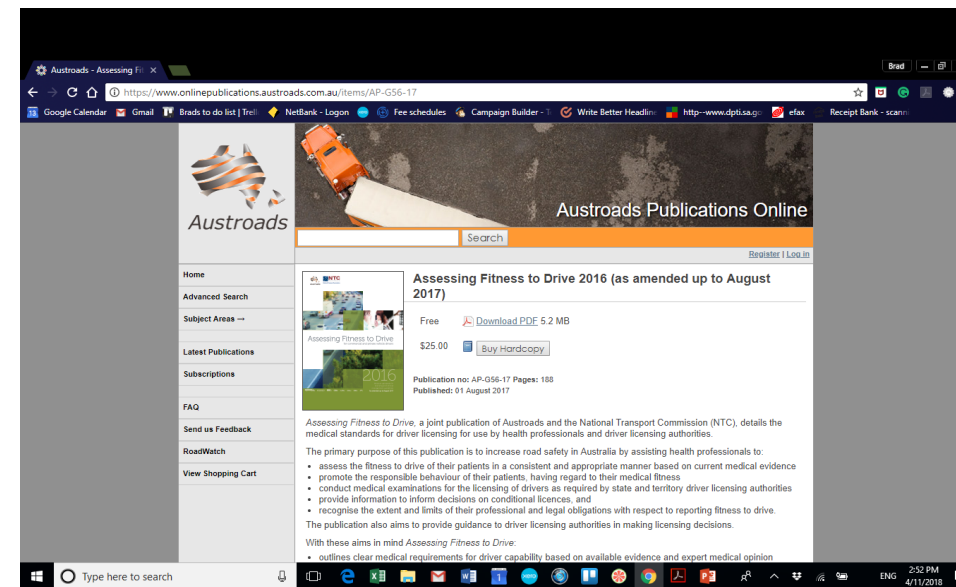 Austroads - Assessing Fi
Brad
https://www.onlinepublications.austroads.com.au/items/AP-G56-17
Google Calendar Gmail Brads to do list | Trell NetBank - Logon Fee schedules Campaign Builder - T Write Better Headline http--www.dpti.sa.go efax Receipt Bank - scann
Austroads
Austroads Publications Online
Search
Register | Log in
Home
Advanced Search
Subject Areas →
Latest Publications
Subscriptions
FAQ
Send us Feedback
RoadWatch
View Shopping Cart
NTC
Assessing Fitness to Drive
2016
Assessing Fitness to Drive 2016 (as amended up to August
2017)
Free Download PDF 5.2 MB
$25.00 Buy Hardcopy
Publication no: AP-G56-17 Pages: 188
Published: 01 August 2017
Assessing Fitness to Drive, a joint publication of Austroads and the National Transport Commission (NTC), details the
medical standards for driver licensing for use by health professionals and driver licensing authorities.
The primary purpose of this publication is to increase road safety in Australia by assisting health professionals to:
• assess the fitness to drive of their patients in a consistent and appropriate manner based on current medical evidence
• promote the responsible behaviour of their patients, having regard to their medical fitness
• conduct medical examinations for the licensing of drivers as required by state and territory driver licensing authorities
• provide information to inform decisions on conditional licences, and
• recognise the extent and limits of their professional and legal obligations with respect to reporting fitness to drive.
The publication also aims to provide guidance to driver licensing authorities in making licensing decisions.
With these aims in mind Assessing Fitness to Drive:
• outlines clear medical requirements for driver capability based on available evidence and expert medical opinion
Type here to search
ENG
2:52 PM
4/11/2018